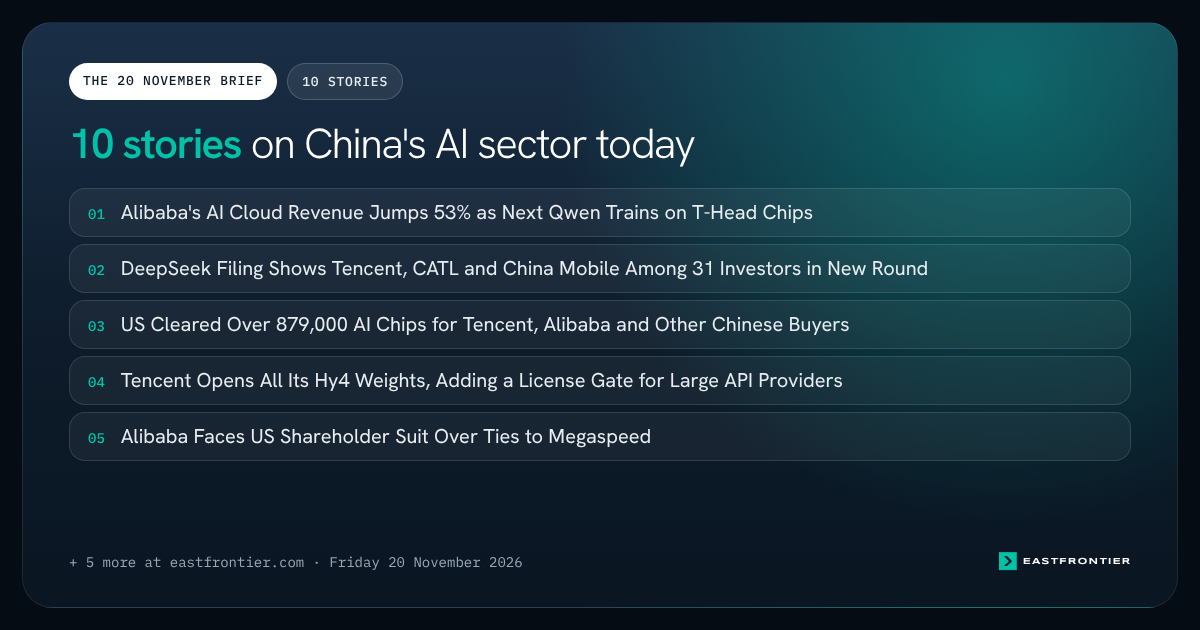 THE 20 NOVEMBER BRIEF
10 STORIES
10 stories on China's AI sector today
01 Alibaba's AI Cloud Revenue Jumps 53% as Next Qwen Trains on T-Head Chips
02 DeepSeek Filing Shows Tencent, CATL and China Mobile Among 31 Investors in New Round
03 US Cleared Over 879,000 AI Chips for Tencent, Alibaba and Other Chinese Buyers
04 Tencent Opens All Its Hy4 Weights, Adding a License Gate for Large API Providers
05 Alibaba Faces US Shareholder Suit Over Ties to Megaspeed
+ 5 more at eastfrontier.com · Friday 20 November 2026
EASTFRONTIER